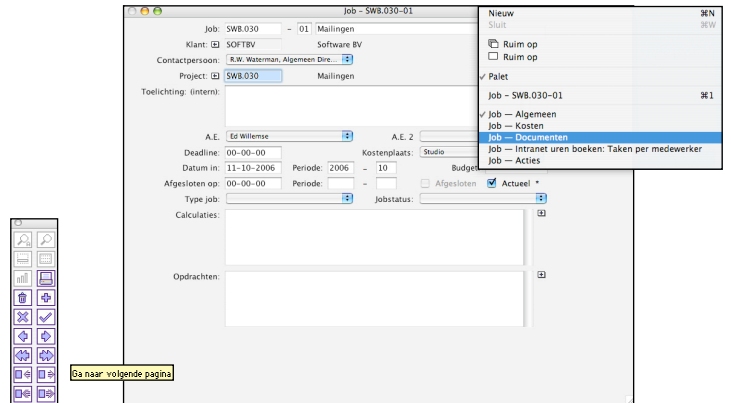 Job - SWB.030-01
Job: SWB.030 - 01 Mailingen
Klant: SOFTBV Software BV
Contactpersoon: R.W. Waterman, Algemeen Dire...
Project: SWB.030 Mailingen
Toelichting: (intern):
A.E. Ed Willemse A.E. 2
Deadline: 00-00-00 Kostenplaats: Studio
Datum in: 11-10-2006 Periode: 2006 - 10 Budget
Afgesloten op: 00-00-00 Periode: - Afgesloten Actueel *
Type job: Jobstatus:
Calculaties:
Opdrachten:
Nieuw ⌘N
Sluit ⌘W
Ruim op
Ruim op
✓ Palet
Job - SWB.030-01 ⌘1
✓ Job — Algemeen
Job — Kosten
Job — Documenten
Job — Intranet uren boeken: Taken per medewerker
Job — Acties
Ga naar volgende pagina